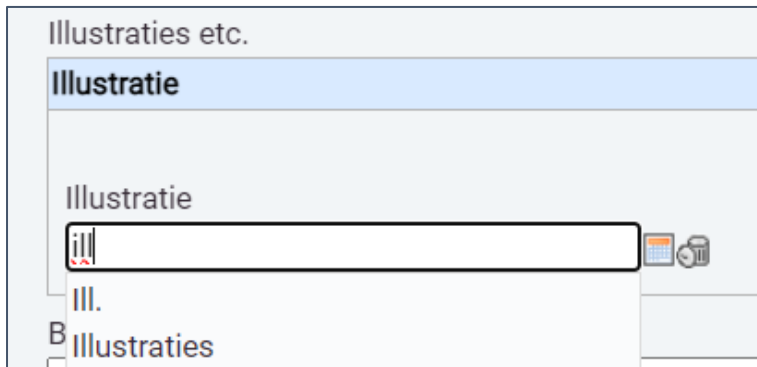 Illustraties etc.
Illustratie
Illustratie
ill
Ill.
B
Illustraties